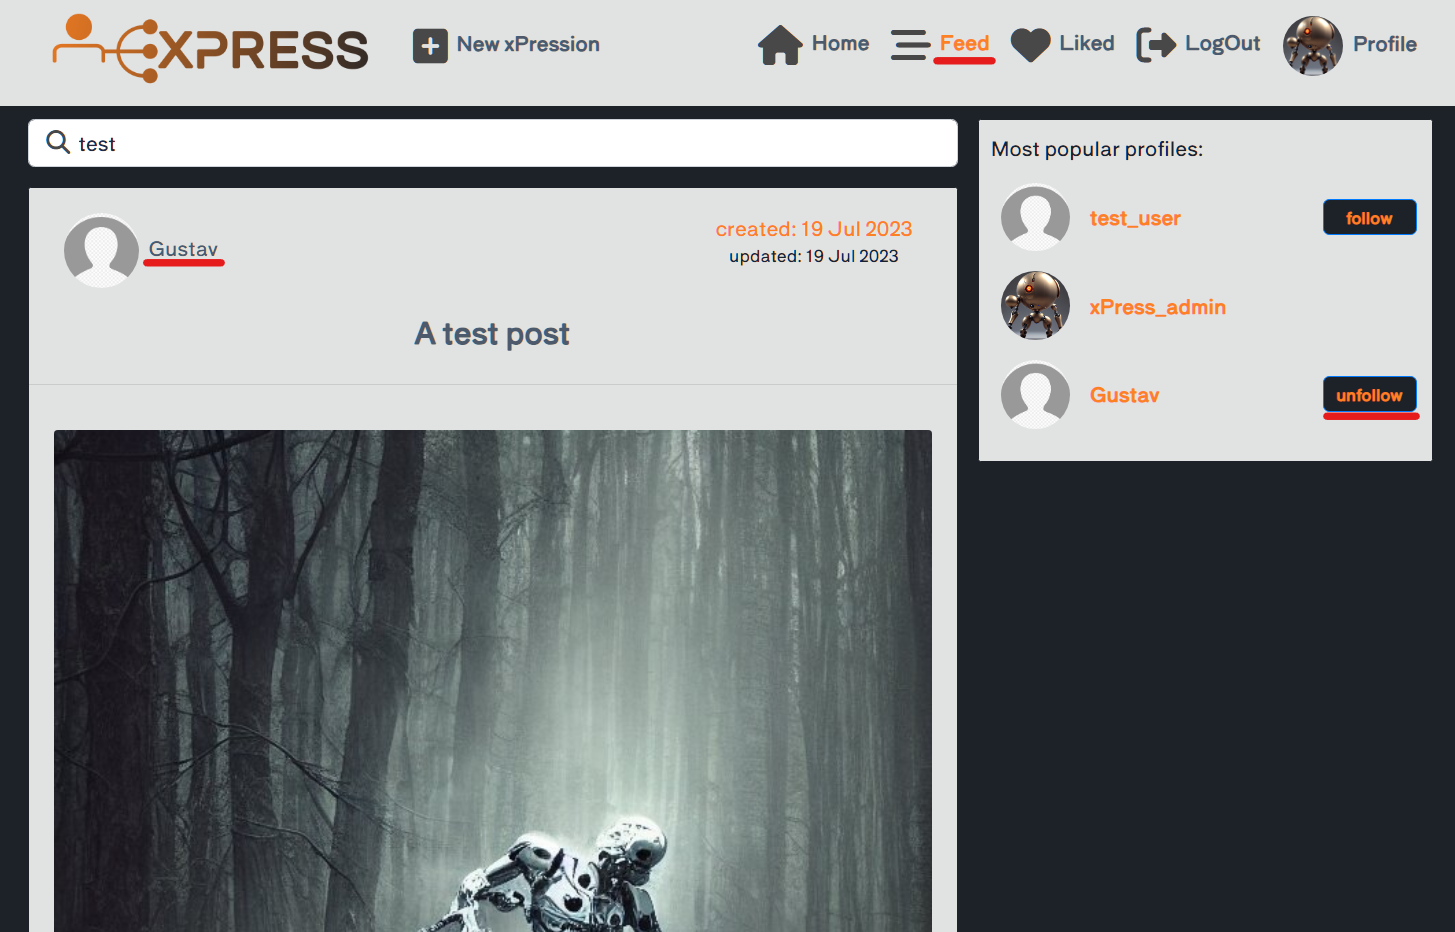 XPRESS
New xPression
Home
Feed
Liked
LogOut
Profile
test
Gustav
created: 19 Jul 2023
updated: 19 Jul 2023
A test post
Most popular profiles:
test_user
follow
xPress_admin
Gustav
unfollow